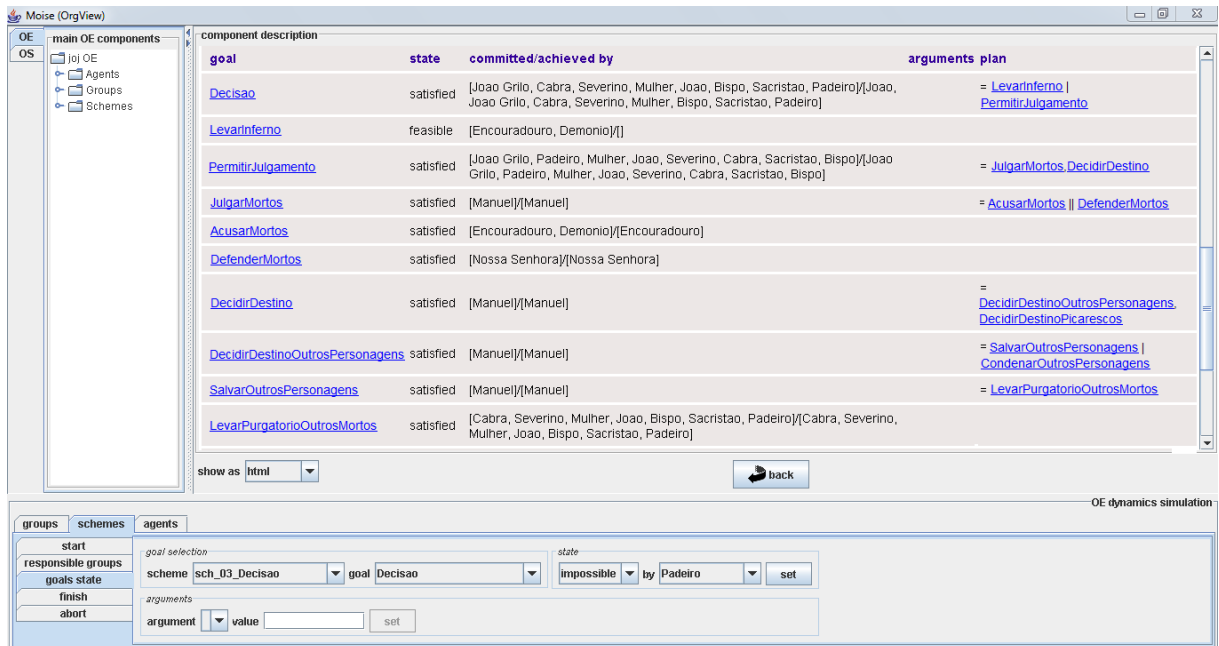 Moise (OrgView)
OE
OS
main OE components
joj OE
Agents
Groups
Schemes
component description
goal state committed/achieved by arguments plan
Decisao satisfied [Joao Grilo, Cabra, Severino, Mulher, Joao, Bispo, Sacristao, Padeiro]/[Joao, = LevarInferno |
Joao Grilo, Cabra, Severino, Mulher, Bispo, Sacristao, Padeiro] PermitirJulgamento
LevarInferno feasible [Encouradouro, Demonio]/[]
PermitirJulgamento satisfied [Joao Grilo, Padeiro, Mulher, Joao, Severino, Cabra, Sacristao, Bispo]/[Joao = JulgarMortos,DecidirDestino
Grilo, Padeiro, Mulher, Joao, Severino, Cabra, Sacristao, Bispo]
JulgarMortos satisfied [Manuel]/[Manuel] = AcusarMortos || DefenderMortos
AcusarMortos satisfied [Encouradouro, Demonio]/[Encouradouro]
DefenderMortos satisfied [Nossa Senhora]/[Nossa Senhora]
=
DecidirDestino satisfied [Manuel]/[Manuel] DecidirDestinoOutrosPersonagens,
DecidirDestinoPicarescos
DecidirDestinoOutrosPersonagens satisfied [Manuel]/[Manuel] = SalvarOutrosPersonagens |
CondenarOutrosPersonagens
SalvarOutrosPersonagens satisfied [Manuel]/[Manuel] = LevarPurgatorioOutrosMortos
LevarPurgatorioOutrosMortos satisfied [Cabra, Severino, Mulher, Joao, Bispo, Sacristao, Padeiro]/[Cabra, Severino,
Mulher, Joao, Bispo, Sacristao, Padeiro]
show as html
back
OE dynamics simulation
groups schemes agents
start
responsible groups
goals state
finish
abort
goal selection
scheme sch_03_Decisao goal Decisao
state
impossible by Padeiro set
arguments
argument value set